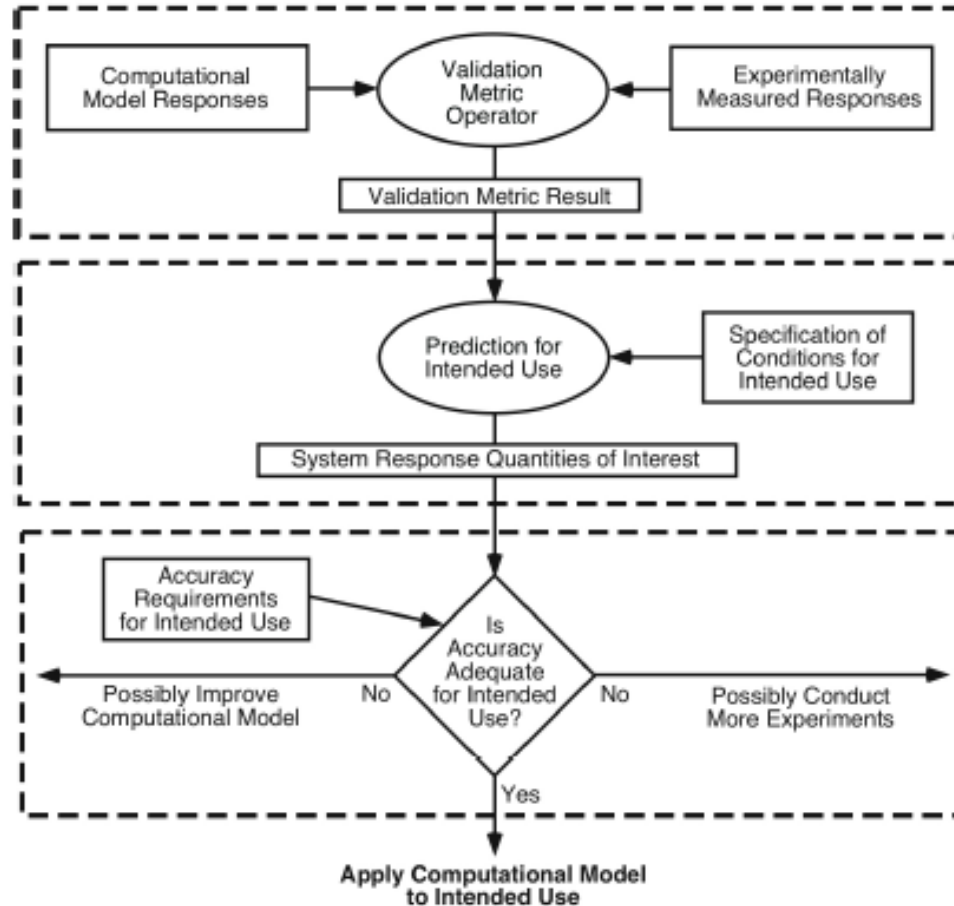 Computational
Model Responses
Validation
Metric
Operator
Experimentally
Measured Responses
Validation Metric Result
Prediction for
Intended Use
Specification of
Conditions for
Intended Use
System Response Quantities of Interest
Accuracy
Requirements
for Intended Use
Is
Accuracy
Adequate
for Intended
Use?
No
Possibly Improve
Computational Model
No
Possibly Conduct
More Experiments
Yes
Apply Computational Model
to Intended Use